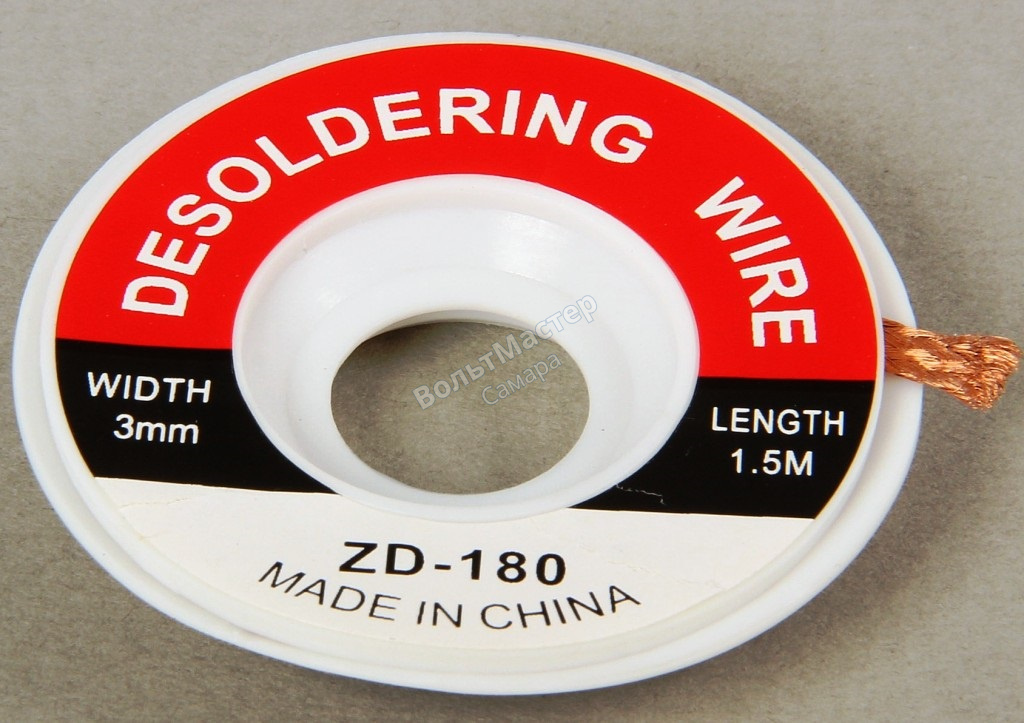 DESOLDERING WIRE
WIDTH
3mm
LENGTH
1.5M
ВольтМастер
Самара
ZD-180
MADE IN CHINA